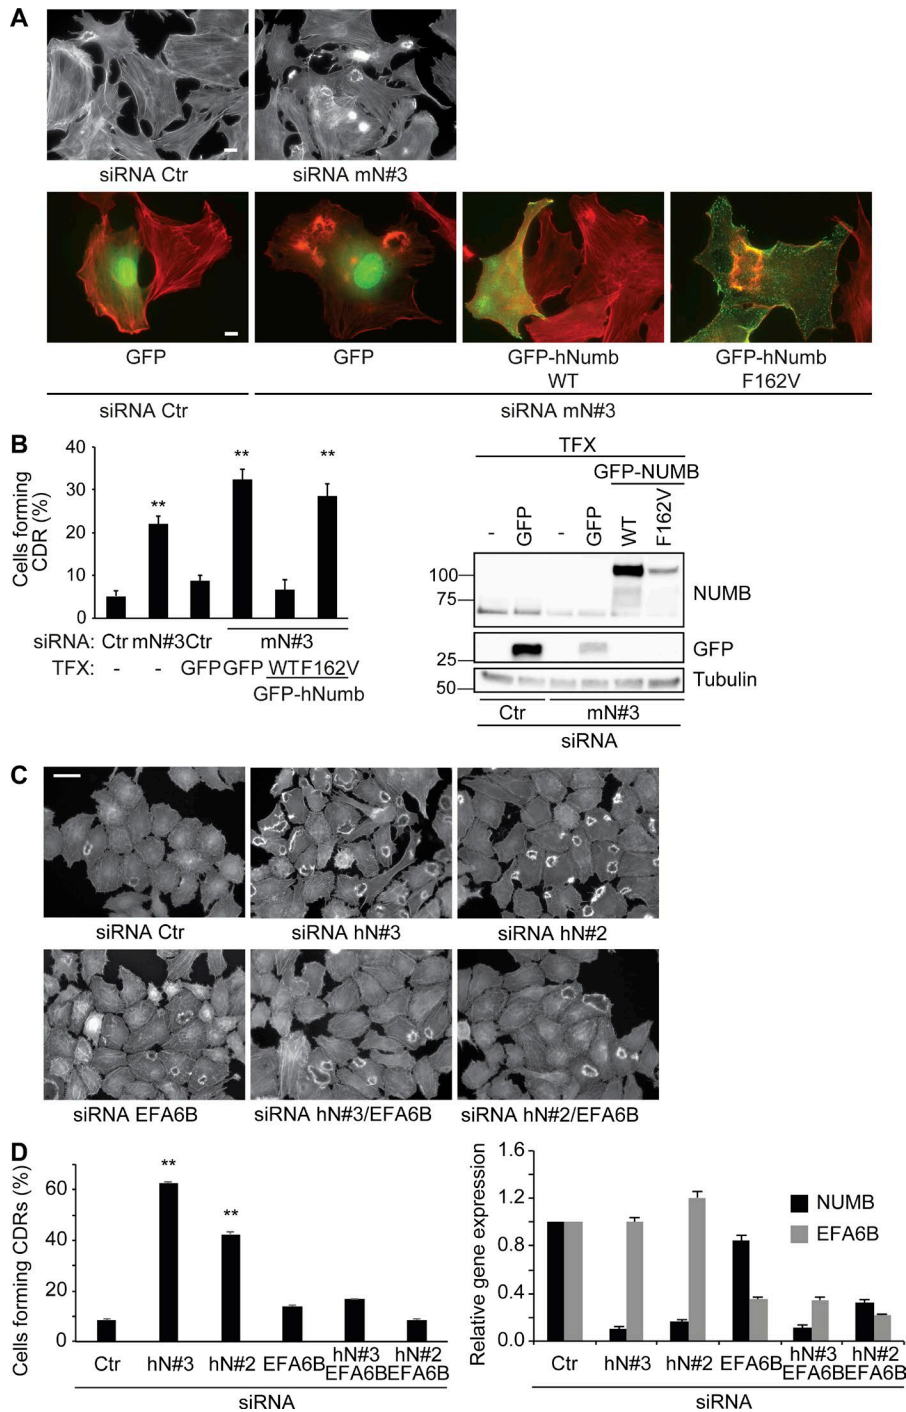 A
siRNA Ctr
siRNA mN#3
GFP
GFP
GFP-hNumb
WT
GFP-hNumb
F162V
siRNA Ctr
siRNA mN#3
B
Cells forming
CDR (%)
40
30
20
10
0
**
**
**
siRNA: Ctr mN#3 Ctr mN#3
TFX: - - GFP GFP WT F162V
GFP-hNumb
TFX
GFP-NUMB
- GFP - GFP WT F162V
100
75
NUMB
25
GFP
50
Tubulin
Ctr mN#3
siRNA
C
siRNA Ctr
siRNA hN#3
siRNA hN#2
siRNA EFA6B
siRNA hN#3/EFA6B
siRNA hN#2/EFA6B
D
Cells forming CDRs (%)
60
40
20
0
**
**
Ctr hN#3 hN#2 EFA6B hN#3 hN#2
EFA6B EFA6B
siRNA
Relative gene expression
1.6
1.2
0.8
0.4
0.0
NUMB
EFA6B
Ctr hN#3 hN#2 EFA6B hN#3 hN#2
EFA6B EFA6B
siRNA